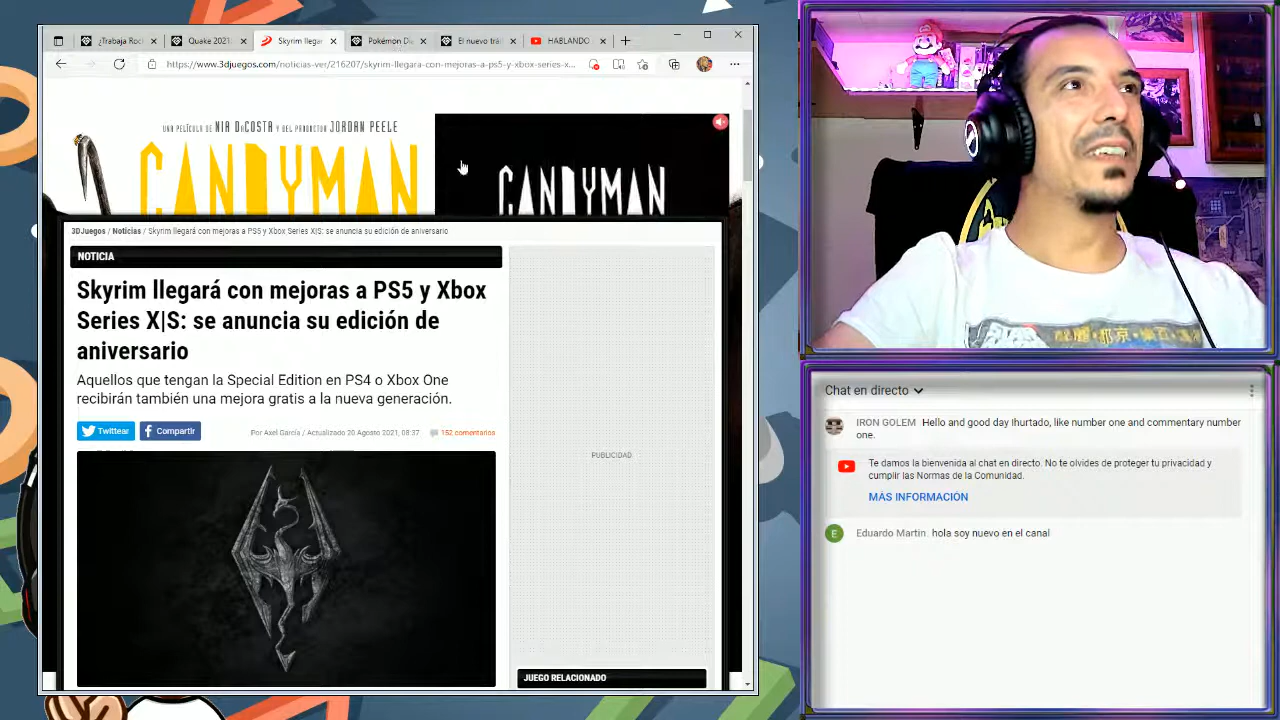 ¿Trabaja Roc
Quake 2021
Skyrim llegar
Pokémon Di
El nuevo trái
HABLANDO
https://www.3djuegos.com/noticias-ver/216207/skyrim-llegara-con-mejoras-a-ps5-y-xbox-series-x...
UNA PELÍCULA DE NIA DaCOSTA Y DEL PRODUCTOR JORDAN PEELE
CANDYMAN
CANDYMAN
3DJuegos / Noticias / Skyrim llegará con mejoras a PS5 y Xbox Series X|S: se anuncia su edición de aniversario
NOTICIA
Skyrim llegará con mejoras a PS5 y Xbox
Series X|S: se anuncia su edición de
aniversario
Aquellos que tengan la Special Edition en PS4 o Xbox One
recibirán también una mejora gratis a la nueva generación.
Twittear
Compartir
Por Axel García / Actualizado 20 Agosto 2021, 08:37
152 comentarios
PUBLICIDAD
JUEGO RELACIONADO
Chat en directo
IRON GOLEM Hello and good day lhurtado, like number one and commentary number
one.
Te damos la bienvenida al chat en directo. No te olvides de proteger tu privacidad y
cumplir las Normas de la Comunidad.
MÁS INFORMACIÓN
E
Eduardo Martin. hola soy nuevo en el canal